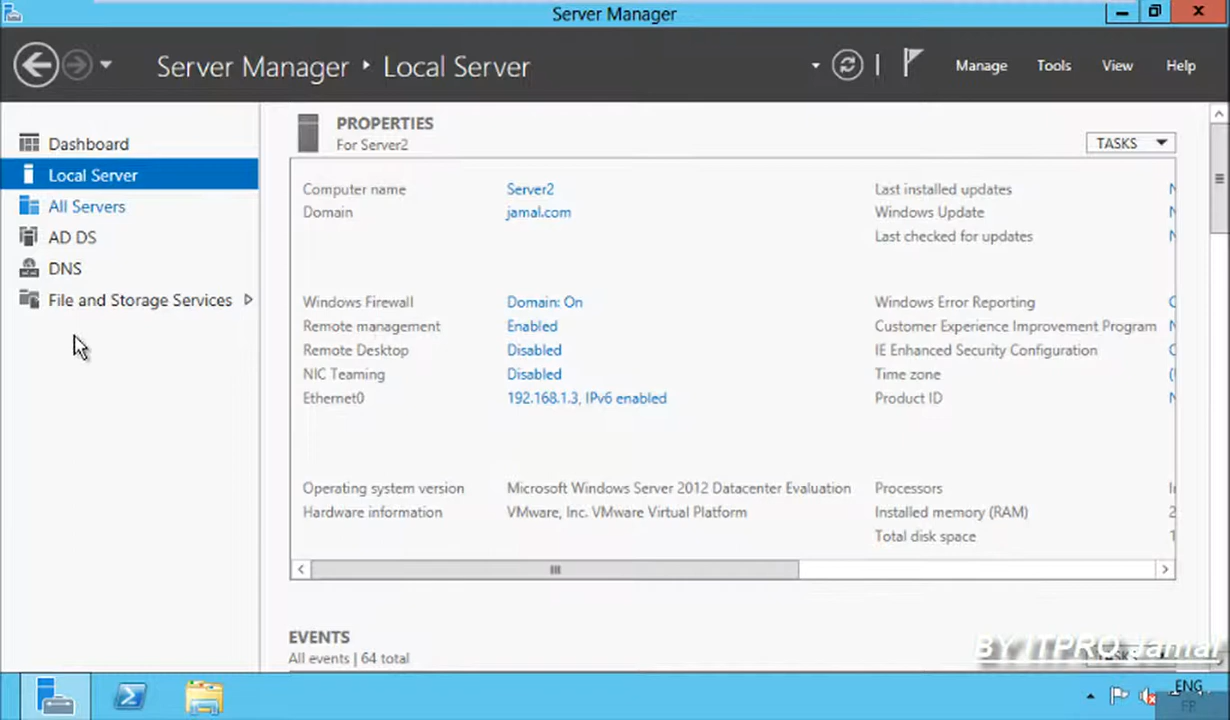 Server Manager
Server Manager ‣ Local Server
Manage Tools View Help
Dashboard
Local Server
All Servers
AD DS
DNS
File and Storage Services
PROPERTIES
For Server2
TASKS
Computer name Server2 Last installed updates
Domain jamal.com Windows Update
Last checked for updates
Windows Firewall Domain: On Windows Error Reporting
Remote management Enabled Customer Experience Improvement Program
Remote Desktop Disabled IE Enhanced Security Configuration
NIC Teaming Disabled Time zone
Ethernet0 192.168.1.3, IPv6 enabled Product ID
Operating system version Microsoft Windows Server 2012 Datacenter Evaluation Processors
Hardware information VMware, Inc. VMware Virtual Platform Installed memory (RAM)
Total disk space
EVENTS
All events | 64 total
BY ITPRO Jamal
TASKS
ENG
FR